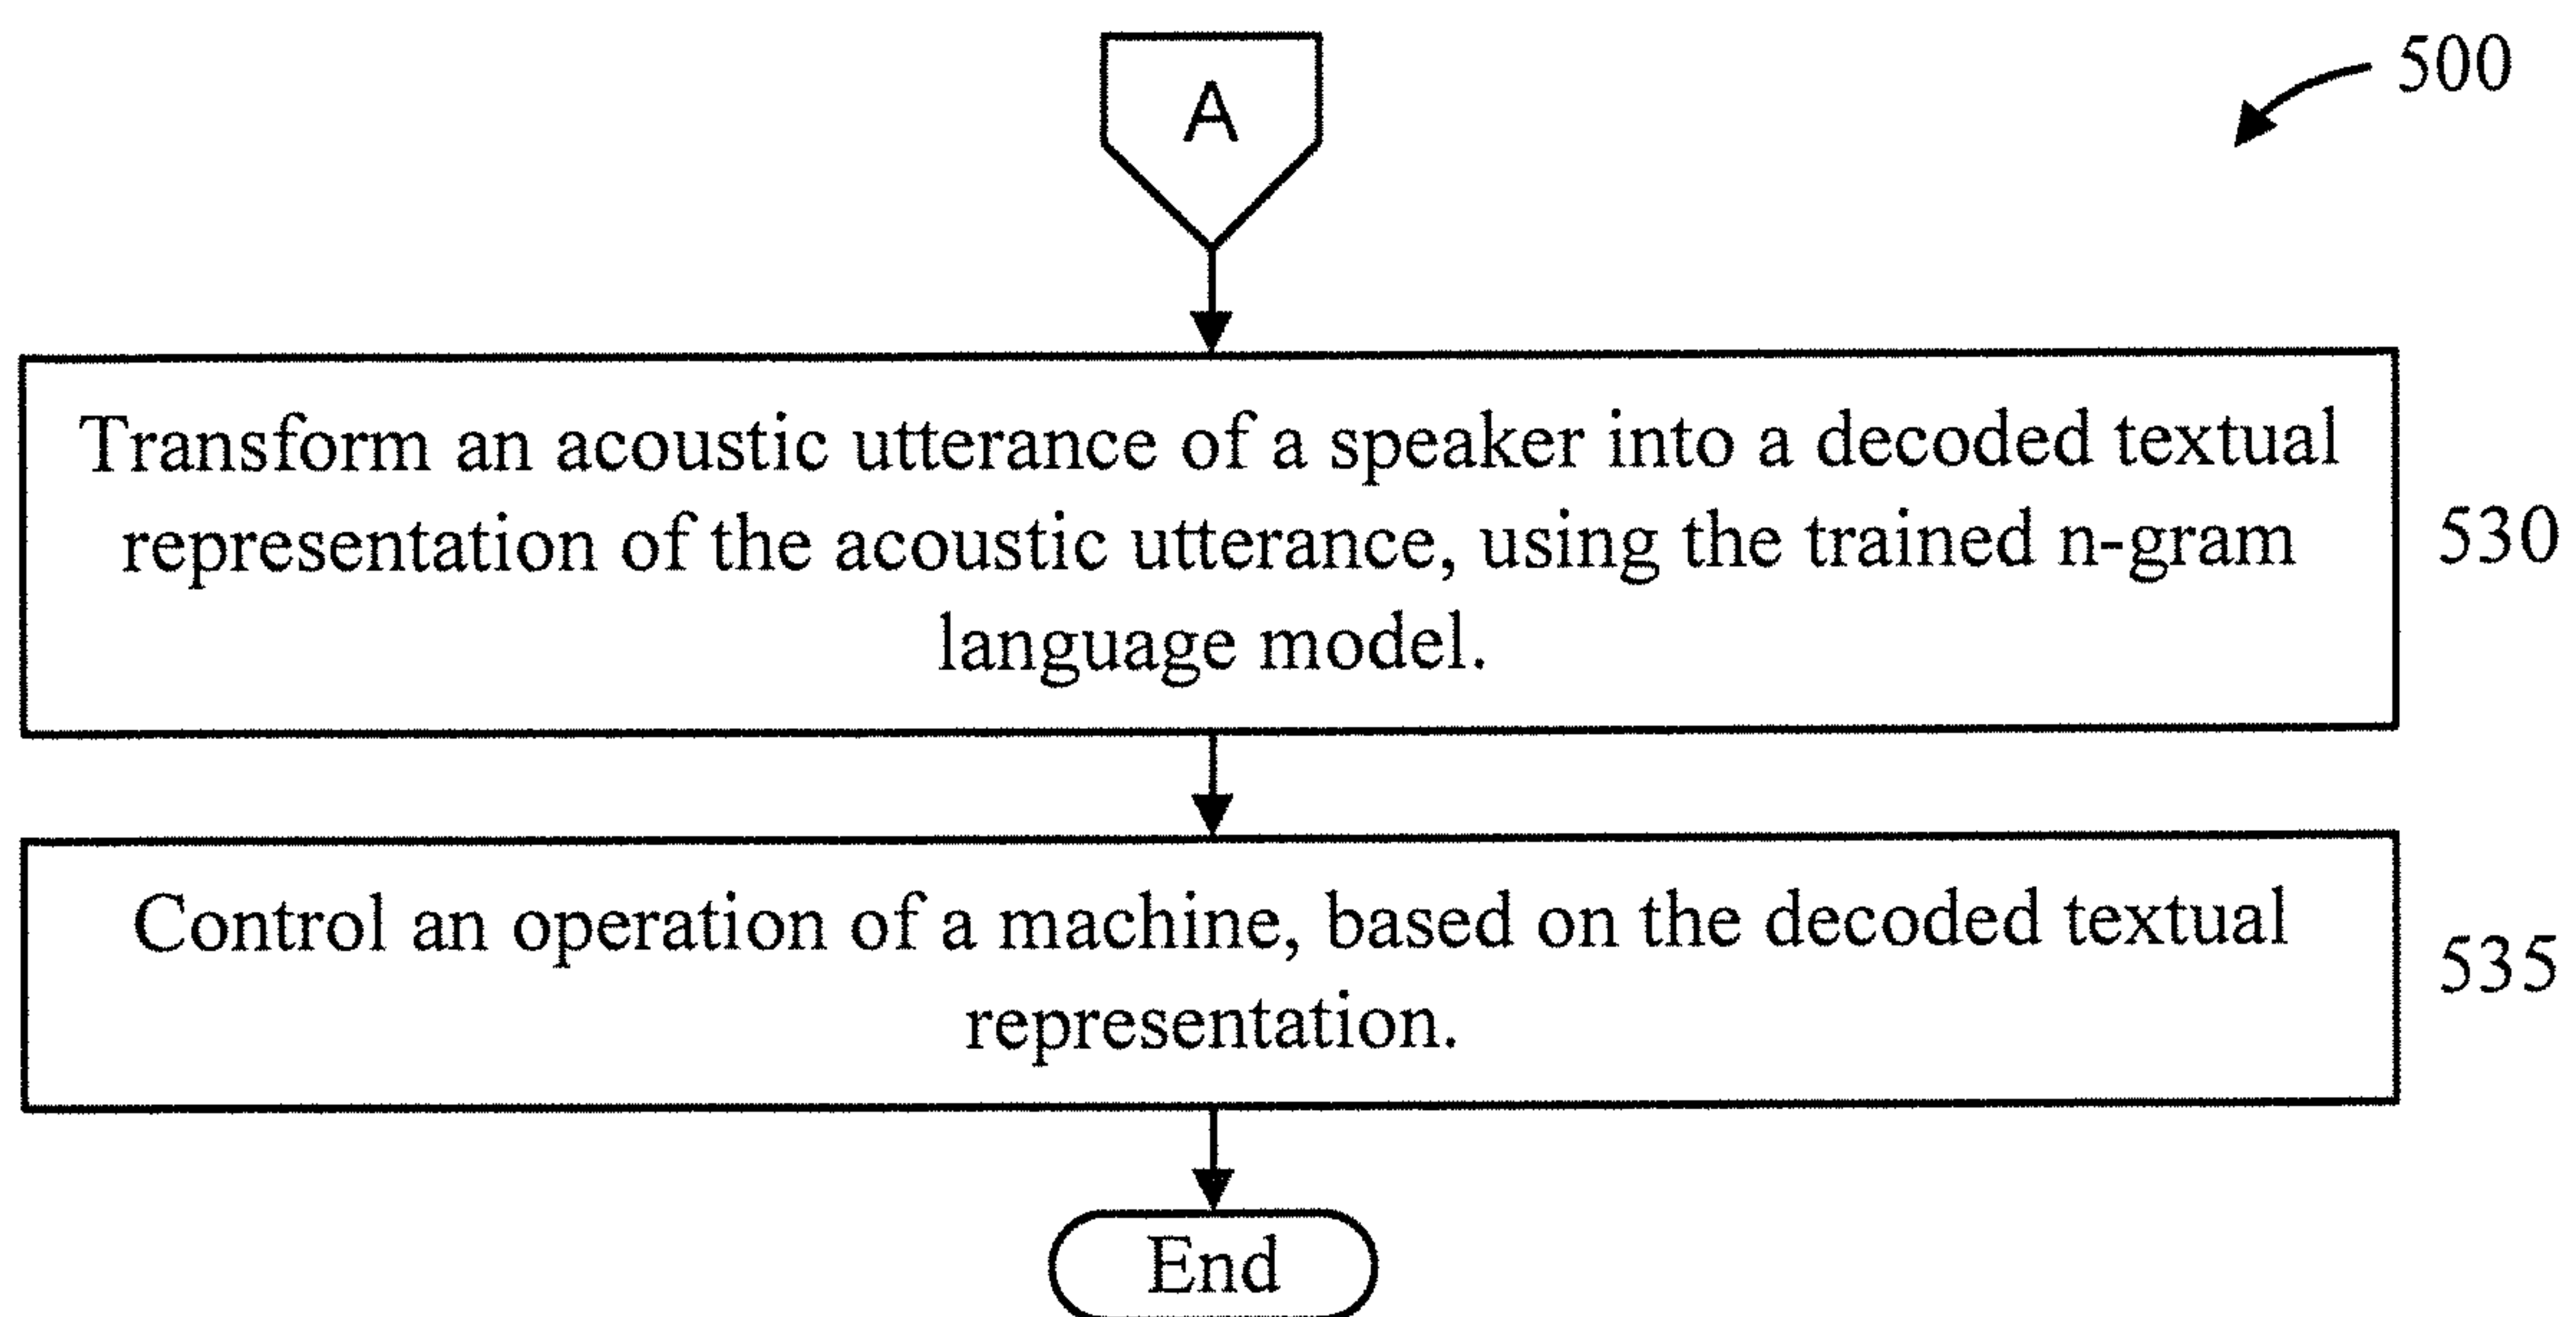 500
A
Transform an acoustic utterance of a speaker into a decoded textual
representation of the acoustic utterance, using the trained n-gram
language model.
530
Control an operation of a machine, based on the decoded textual
representation.
535
End